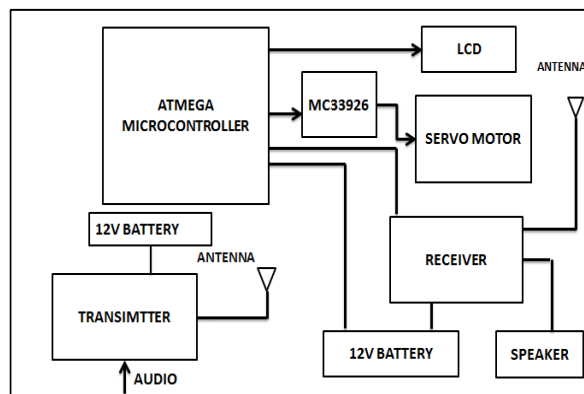 LCD
ANTENNA
ATMEGA
MICROCONTROLLER
MC33926
SERVO MOTOR
12V BATTERY
ANTENNA
RECEIVER
TRANSIMTTER
12V BATTERY
SPEAKER
AUDIO